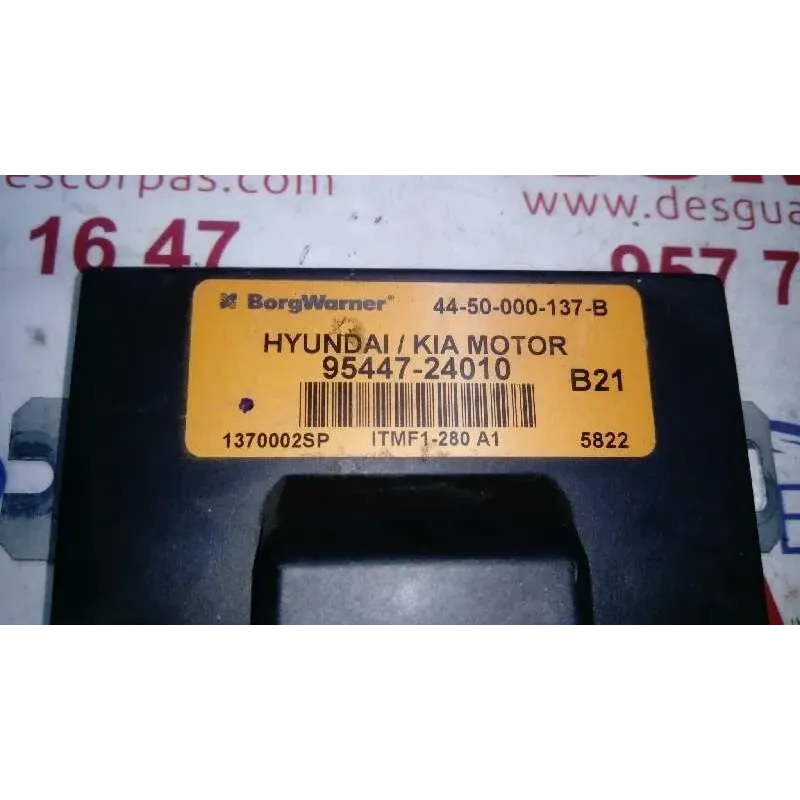 escorpas.com
www.desgua
16 47
957 7
BorgWarner® 44-50-000-137-B
HYUNDAI / KIA MOTOR
95447-24010
B21
1370002SP ITMF1-280 A1 5822